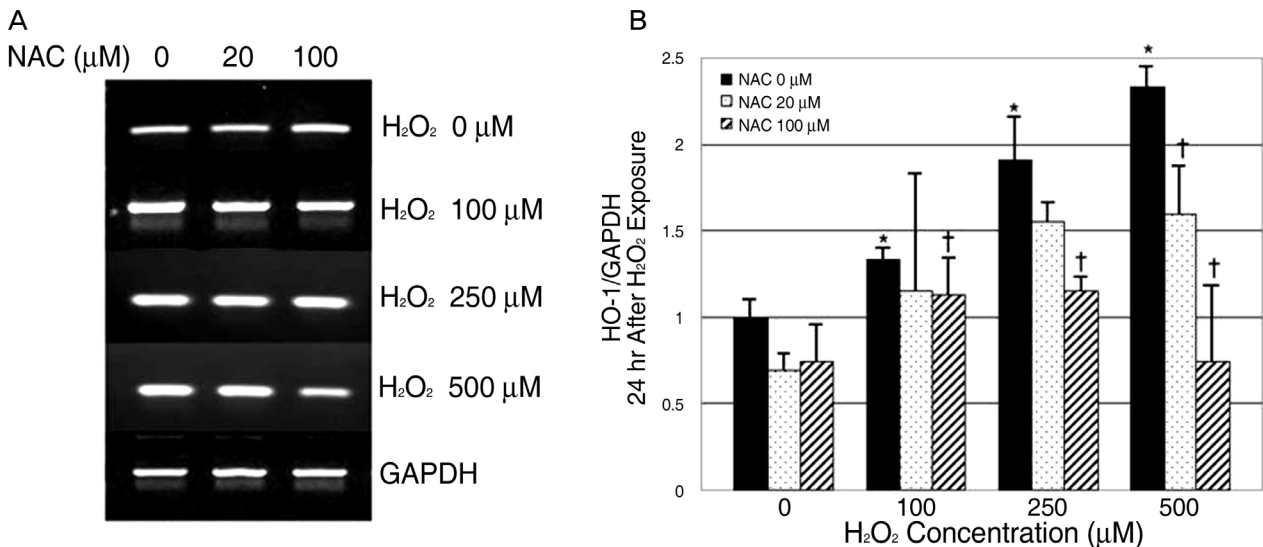 A
NAC (μM) 0 20 100
H₂O₂ 0 μM
H₂O₂ 100 μM
H₂O₂ 250 μM
H₂O₂ 500 μM
GAPDH
B
HO-1/GAPDH
24 hr After H₂O₂ Exposure
2.5
2
1.5
1
0.5
0
NAC 0 μM
NAC 20 μM
NAC 100 μM
*
*
*
†
†
†
†
0 100 250 500
H₂O₂ Concentration (μM)